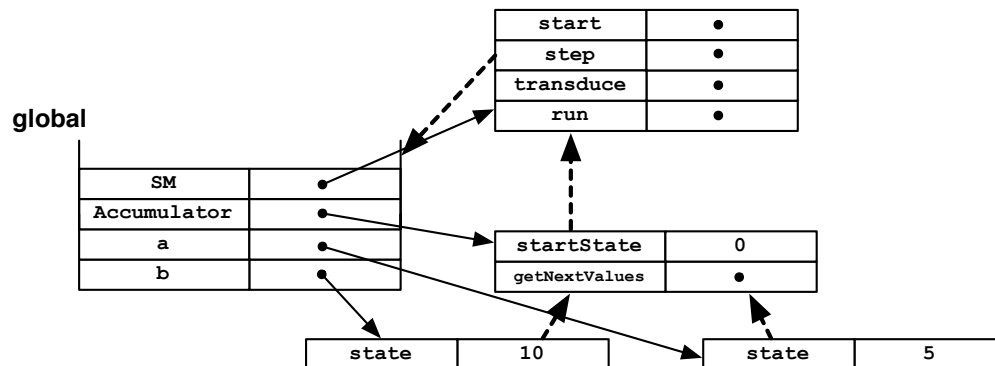 start
step
transduce
run
global
SM
Accumulator
a
b
startState 0
getNextValues
state 10
state 5